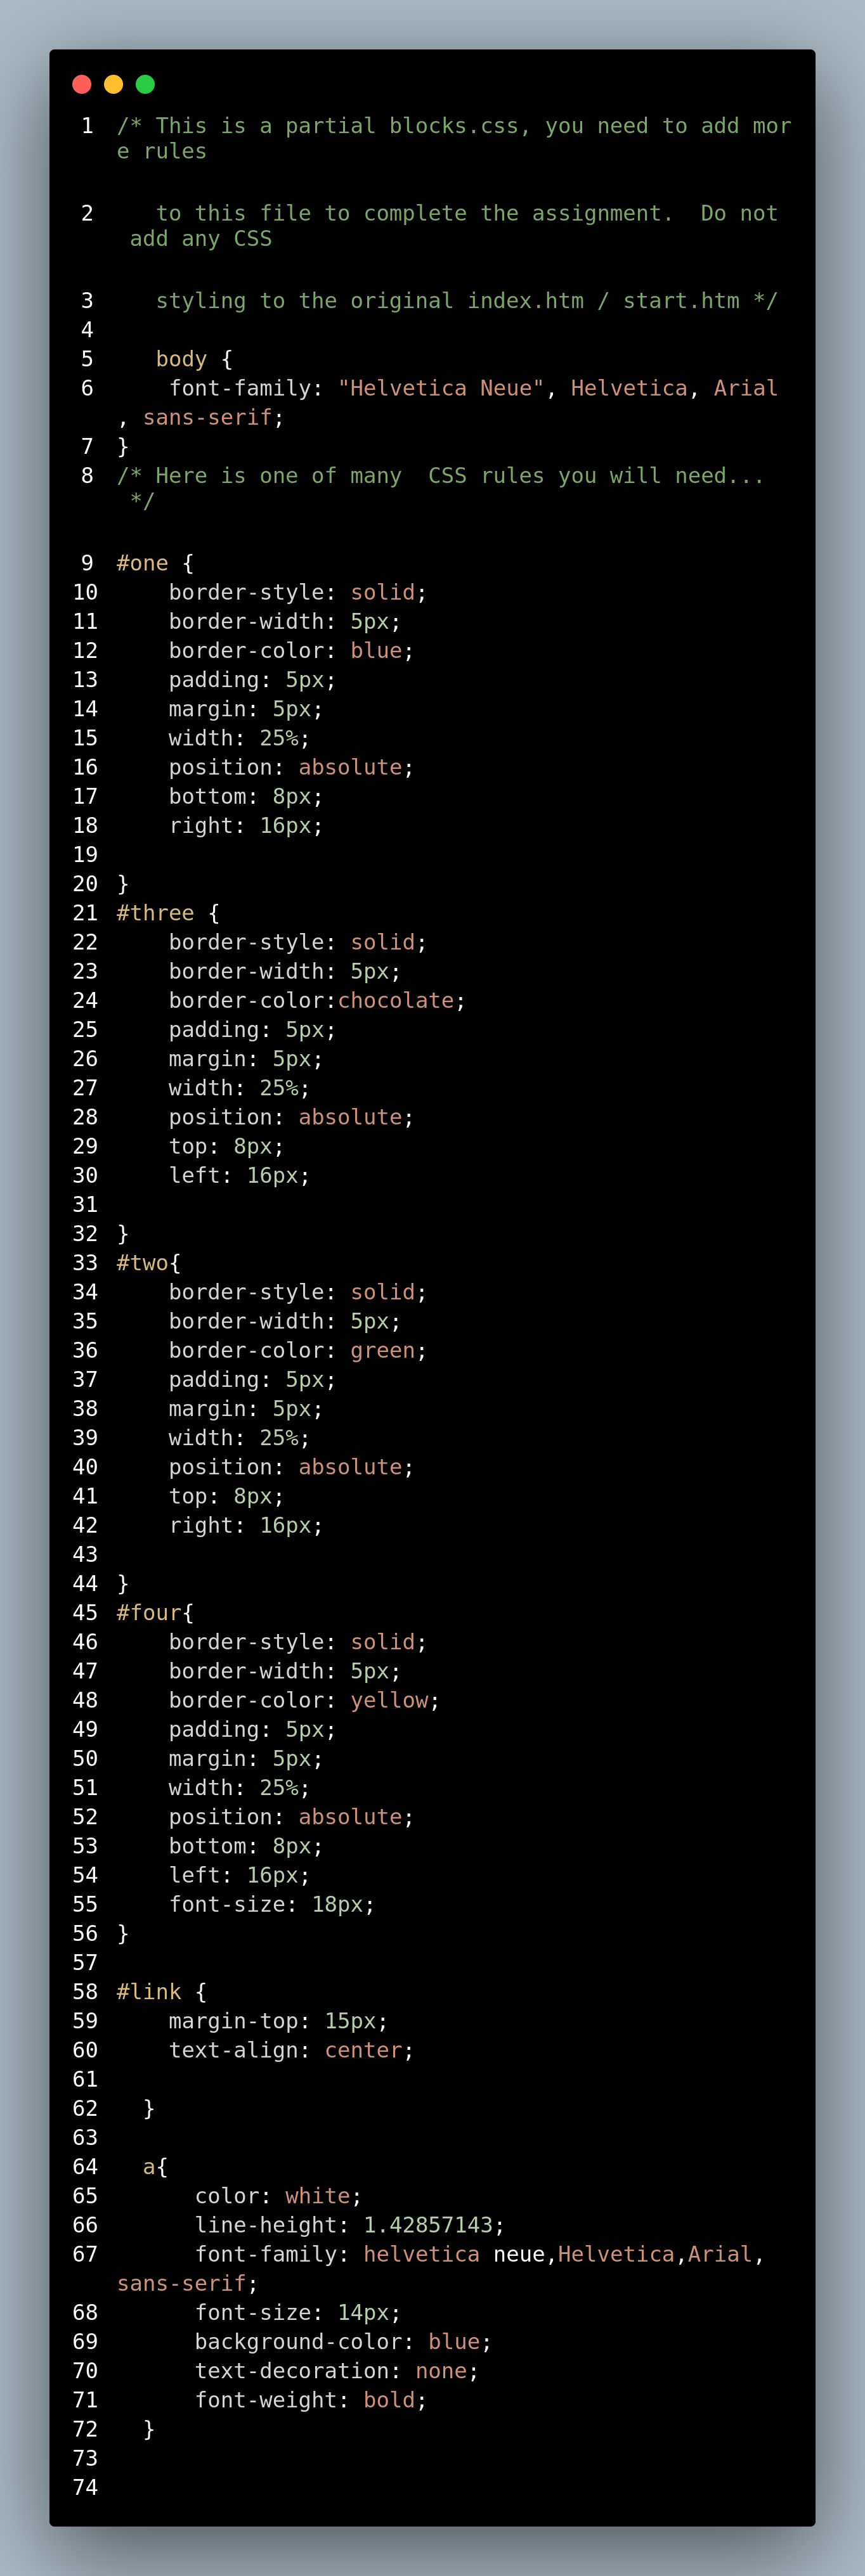 1 /* This is a partial blocks.css, you need to add mor
e rules
2    to this file to complete the assignment.  Do not
 add any CSS
3    styling to the original index.htm / start.htm */
4
5    body {
6     font-family: "Helvetica Neue", Helvetica, Arial
, sans-serif;
7 }
8 /* Here is one of many  CSS rules you will need...
 */
9 #one {
10     border-style: solid;
11     border-width: 5px;
12     border-color: blue;
13     padding: 5px;
14     margin: 5px;
15     width: 25%;
16     position: absolute;
17     bottom: 8px;
18     right: 16px;
19
20 }
21 #three {
22     border-style: solid;
23     border-width: 5px;
24     border-color:chocolate;
25     padding: 5px;
26     margin: 5px;
27     width: 25%;
28     position: absolute;
29     top: 8px;
30     left: 16px;
31
32 }
33 #two{
34     border-style: solid;
35     border-width: 5px;
36     border-color: green;
37     padding: 5px;
38     margin: 5px;
39     width: 25%;
40     position: absolute;
41     top: 8px;
42     right: 16px;
43
44 }
45 #four{
46     border-style: solid;
47     border-width: 5px;
48     border-color: yellow;
49     padding: 5px;
50     margin: 5px;
51     width: 25%;
52     position: absolute;
53     bottom: 8px;
54     left: 16px;
55     font-size: 18px;
56 }
57
58 #link {
59     margin-top: 15px;
60     text-align: center;
61
62   }
63
64   a{
65       color: white;
66       line-height: 1.42857143;
67       font-family: helvetica neue,Helvetica,Arial,
sans-serif;
68       font-size: 14px;
69       background-color: blue;
70       text-decoration: none;
71       font-weight: bold;
72   }
73
74